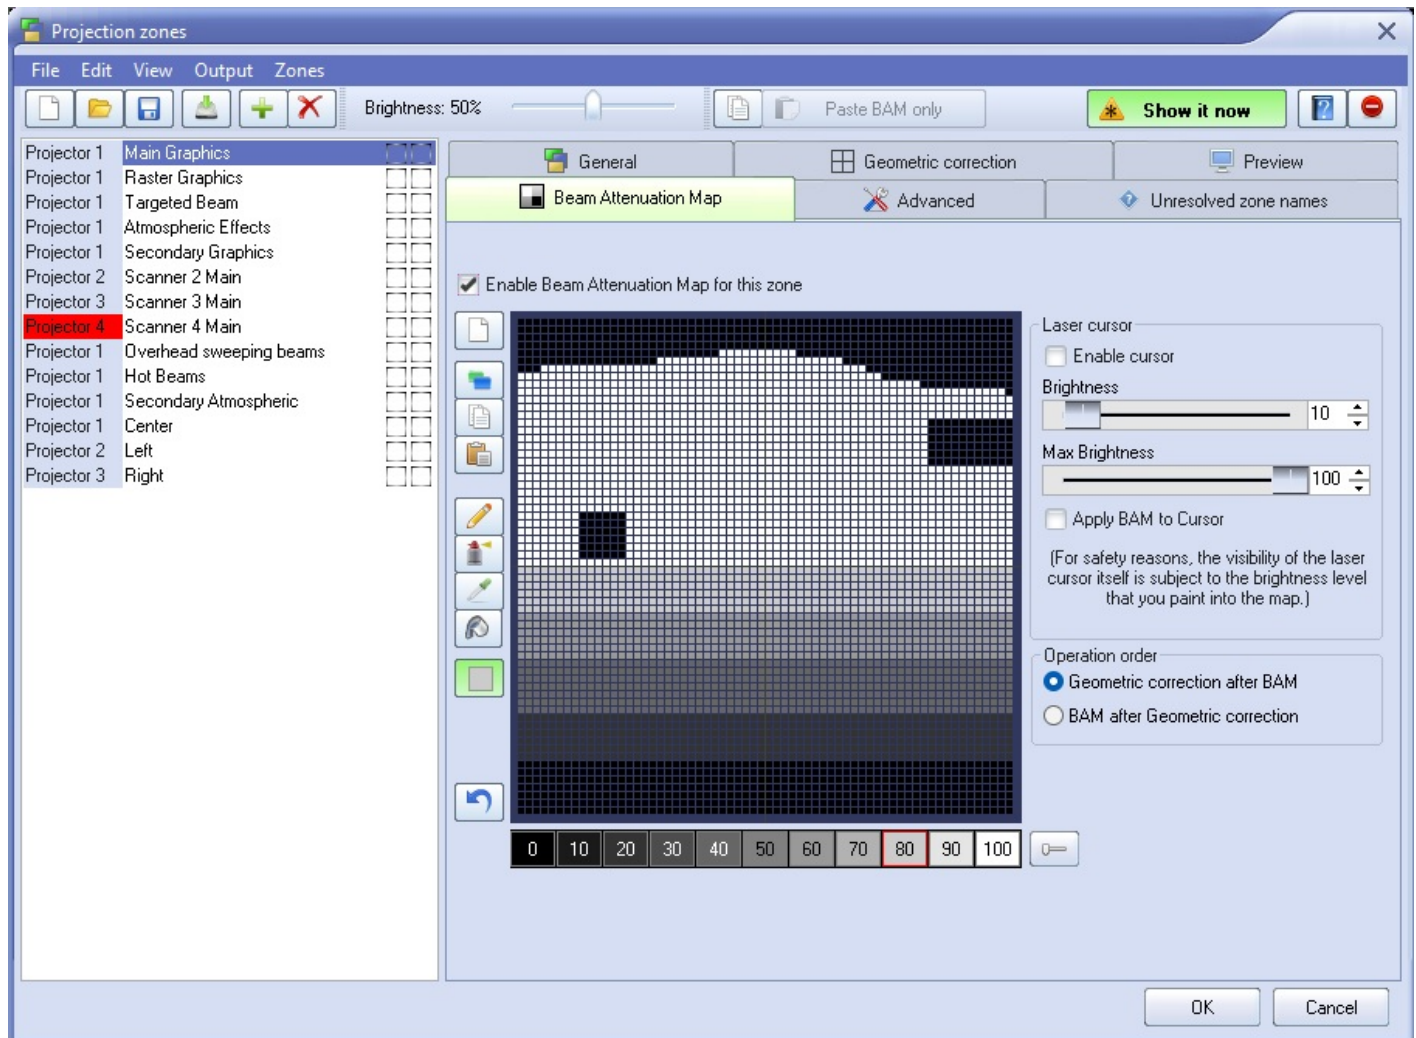 Projection zones
File Edit View Output Zones
Brightness: 50%
Paste BAM only
Show it now
Projector 1 Main Graphics
Projector 1 Raster Graphics
Projector 1 Targeted Beam
Projector 1 Atmospheric Effects
Projector 1 Secondary Graphics
Projector 2 Scanner 2 Main
Projector 3 Scanner 3 Main
Projector 4 Scanner 4 Main
Projector 1 Overhead sweeping beams
Projector 1 Hot Beams
Projector 1 Secondary Atmospheric
Projector 1 Center
Projector 2 Left
Projector 3 Right
General
Geometric correction
Preview
Beam Attenuation Map
Advanced
Unresolved zone names
Enable Beam Attenuation Map for this zone
Laser cursor
Enable cursor
Brightness
10
Max Brightness
100
Apply BAM to Cursor
(For safety reasons, the visibility of the laser
cursor itself is subject to the brightness level
that you paint into the map.)
Operation order
Geometric correction after BAM
BAM after Geometric correction
0 10 20 30 40 50 60 70 80 90 100
OK
Cancel